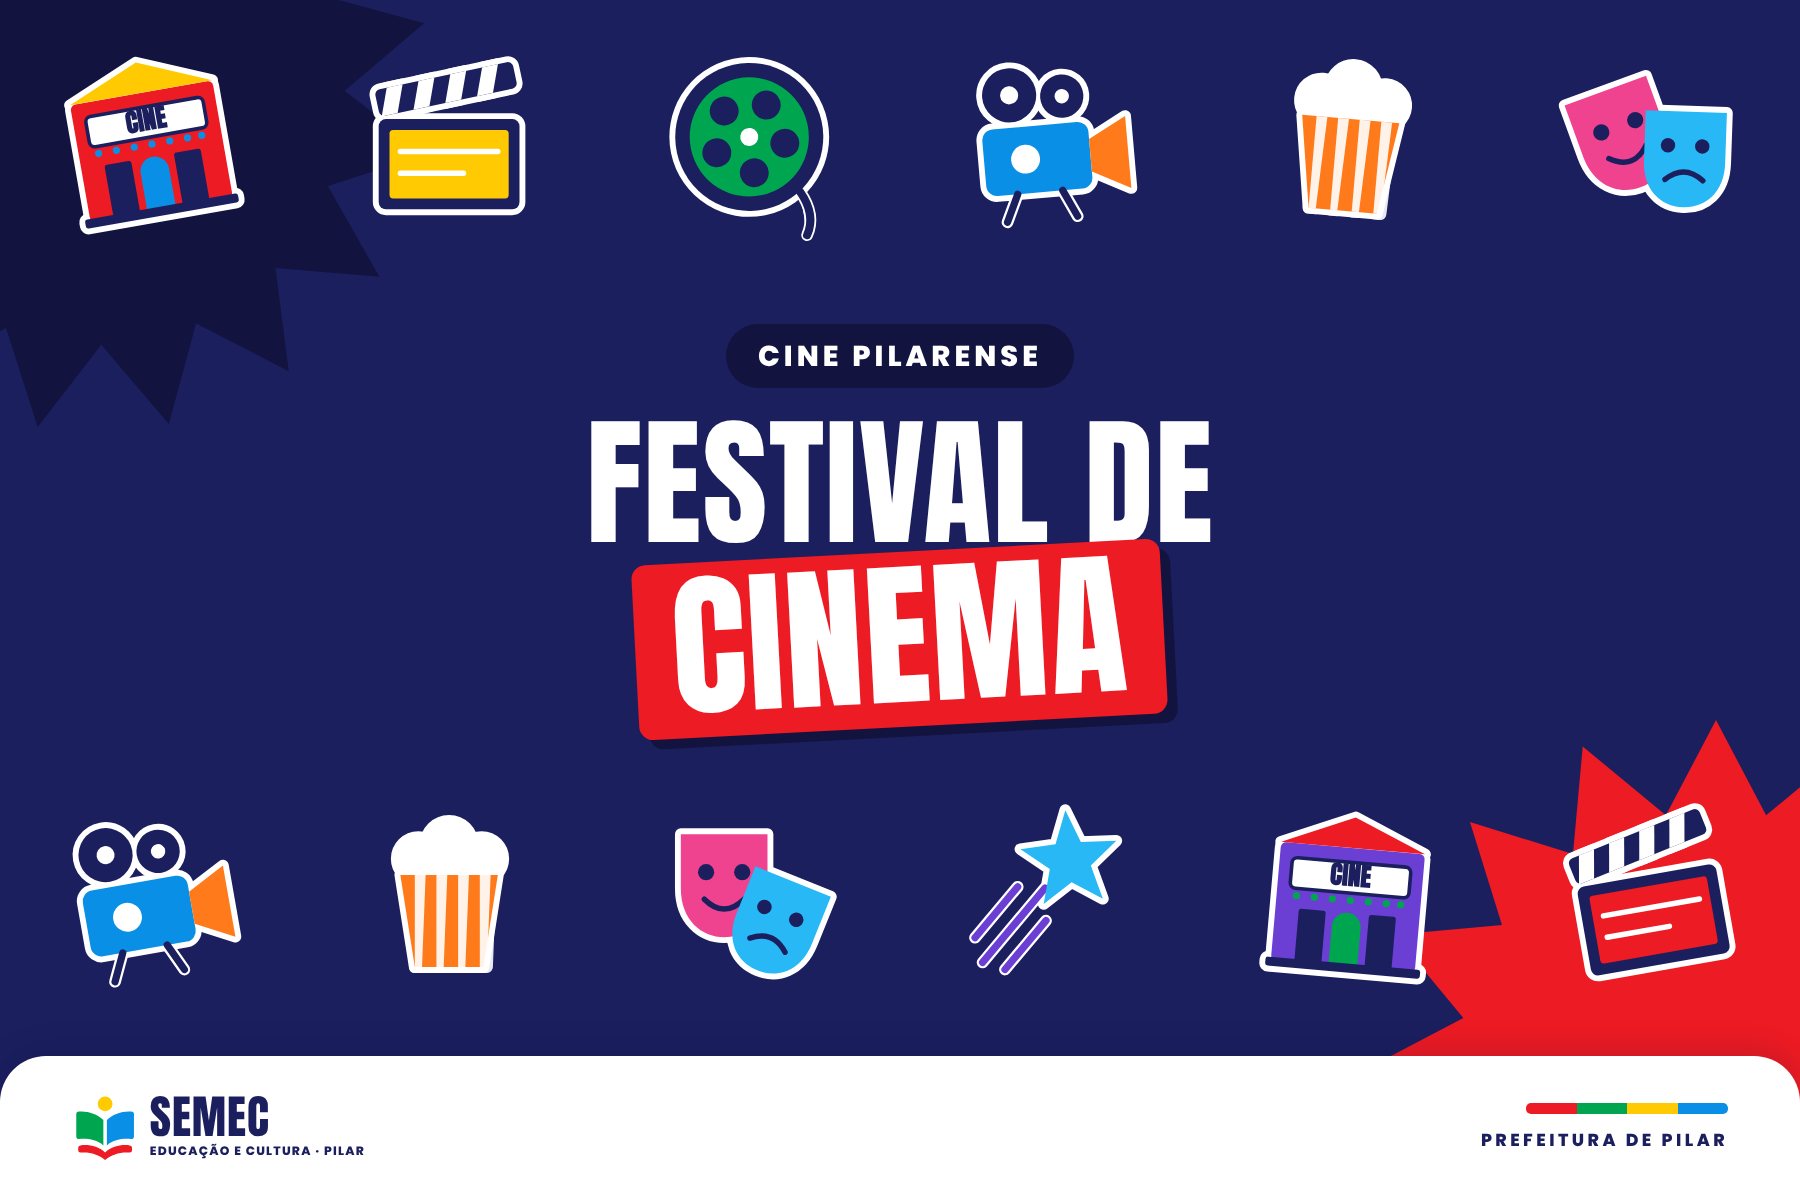 CINE
CINE PILARENSE
FESTIVAL DE
CINEMA
CINE
SEMEC
EDUCAÇÃO E CULTURA · PILAR
PREFEITURA DE PILAR